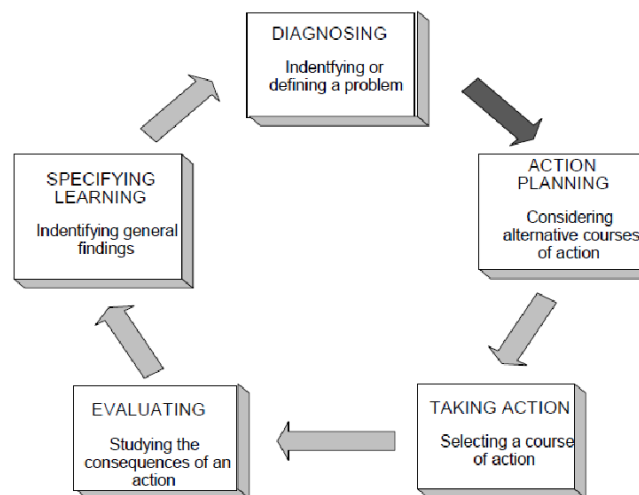 DIAGNOSING
Indentfying or
defining a problem
ACTION
PLANNING
Considering
alternative courses
of action
TAKING ACTION
Selecting a course
of action
EVALUATING
Studying the
consequences of an
action
SPECIFYING
LEARNING
Indentifying general
findings